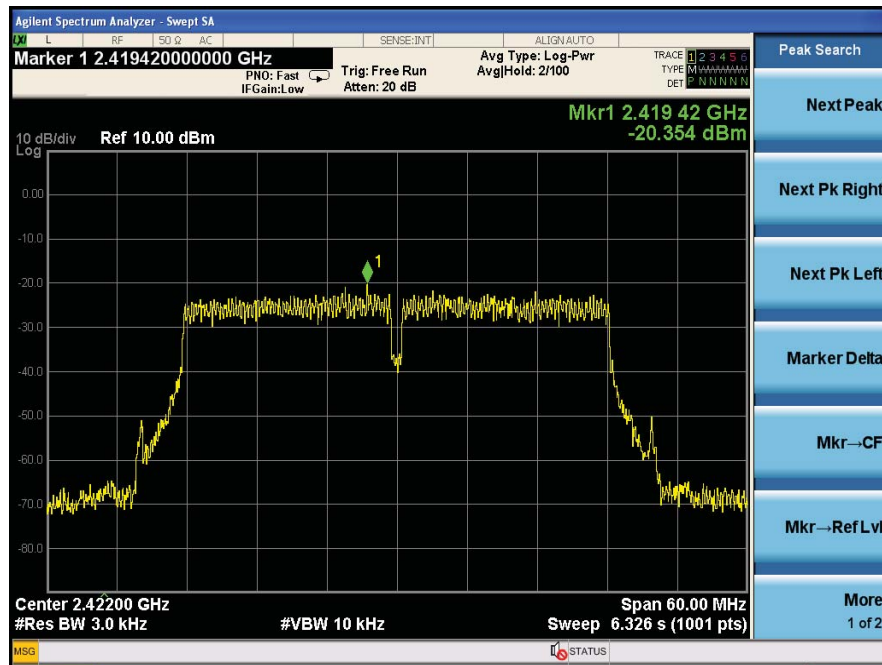 Agilent Spectrum Analyzer - Swept SA
LXI L RF 50 Ω AC SENSE:INT ALIGN AUTO
Marker 1 2.419420000000 GHz
PNO: Fast
IFGain:Low
Trig: Free Run
Atten: 20 dB
Avg Type: Log-Pwr
Avg|Hold: 2/100
TRACE 1 2 3 4 5 6
TYPE M
DET P N N N N N
Peak Search
Next Peak
Next Pk Right
Next Pk Left
Marker Delta
Mkr→CF
Mkr→Ref Lvl
More
1 of 2
Mkr1 2.419 42 GHz
-20.354 dBm
10 dB/div Ref 10.00 dBm
Log
0.00
-10.0
1
-20.0
-30.0
-40.0
-50.0
-60.0
-70.0
-80.0
Center 2.42200 GHz Span 60.00 MHz
#Res BW 3.0 kHz #VBW 10 kHz Sweep 6.326 s (1001 pts)
MSG STATUS